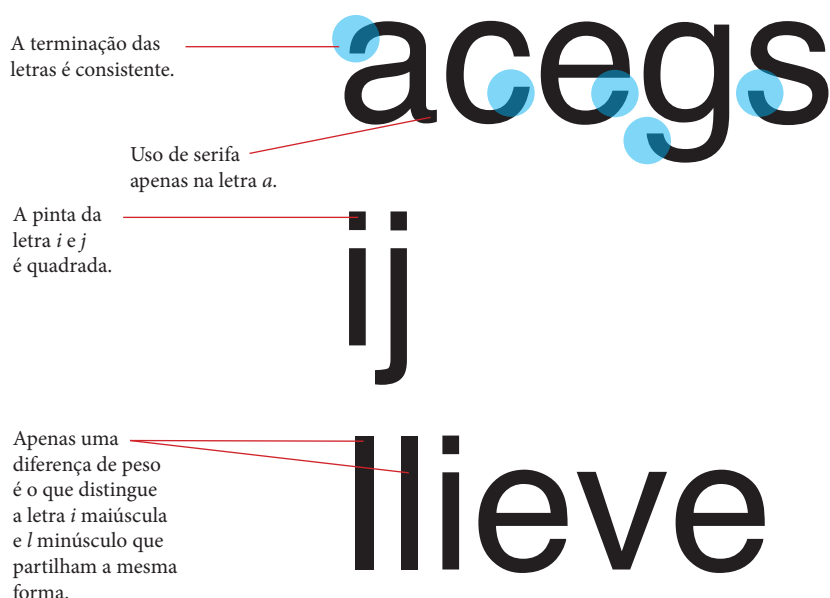 A terminação das
letras é consistente.
acegs
Uso de serifa
apenas na letra a.
A pinta da
letra i e j
é quadrada.
ij
Apenas uma
diferença de peso
é o que distingue
a letra i maiúscula
e l minúsculo que
partilham a mesma
forma.
Ilieve